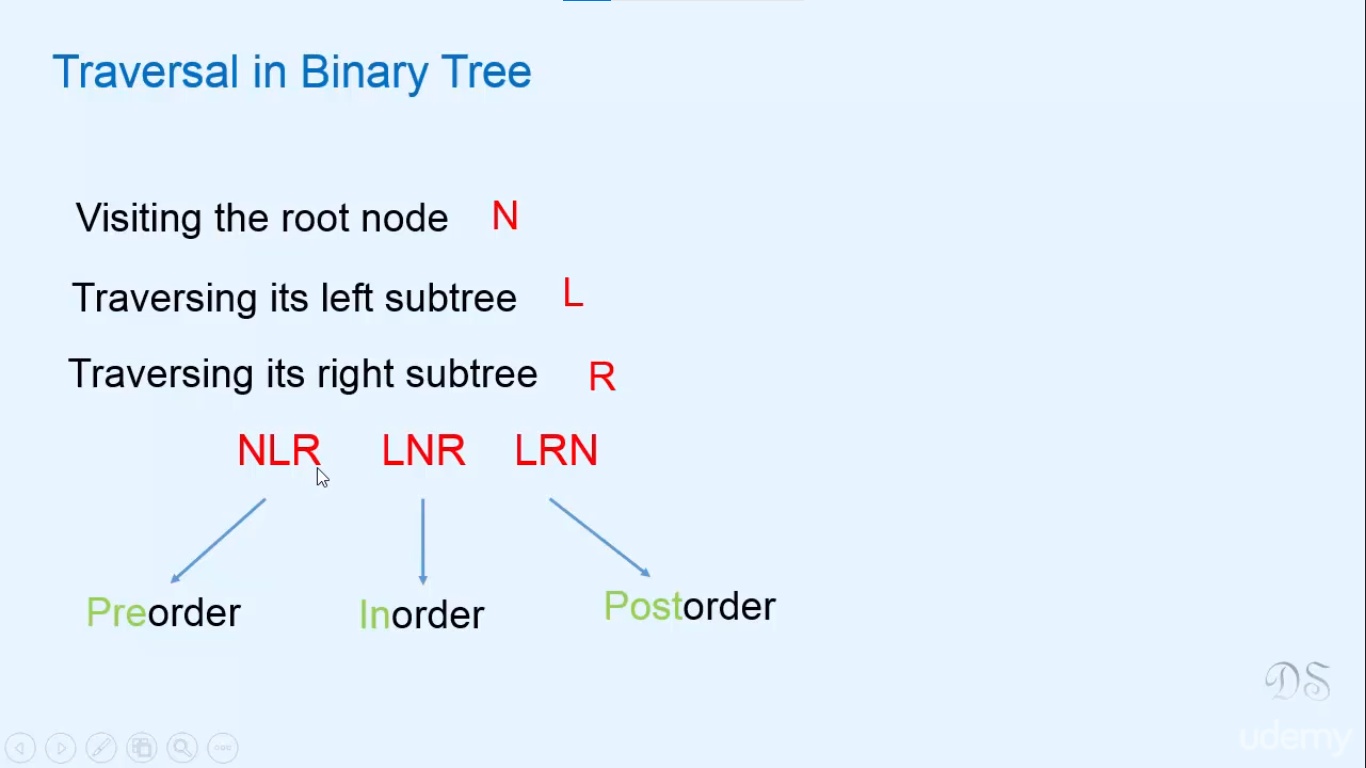 Traversal in Binary Tree
Visiting the root node N
Traversing its left subtree L
Traversing its right subtree R
NLR LNR LRN
Preorder Inorder Postorder
DS
udemy